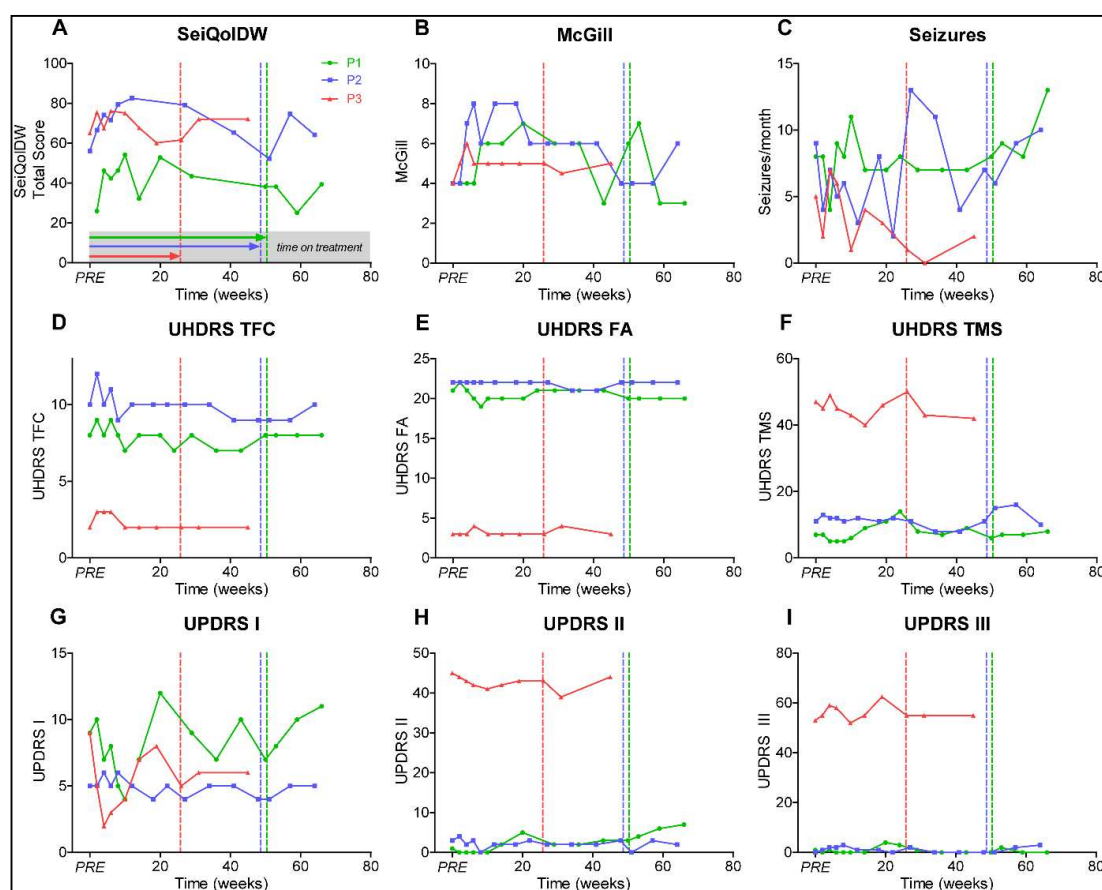 A
SeiQolDW
SeiQolDW
Total Score
100
80
60
40
20
0
P1
P2
P3
time on treatment
PRE
20
40
60
80
Time (weeks)
B
McGill
McGill
10
8
6
4
2
0
PRE
20
40
60
80
Time (weeks)
C
Seizures
Seizures/month
15
10
5
0
PRE
20
40
60
80
Time (weeks)
D
UHDRS TFC
UHDRS TFC
15
10
5
0
PRE
20
40
60
80
Time (weeks)
E
UHDRS FA
UHDRS FA
25
20
15
10
5
0
PRE
20
40
60
80
Time (weeks)
F
UHDRS TMS
UHDRS TMS
60
40
20
0
PRE
20
40
60
80
Time (weeks)
G
UPDRS I
UPDRS I
15
10
5
0
PRE
20
40
60
80
Time (weeks)
H
UPDRS II
UPDRS II
50
40
30
20
10
0
PRE
20
40
60
80
Time (weeks)
I
UPDRS III
UPDRS III
80
60
40
20
0
PRE
20
40
60
80
Time (weeks)